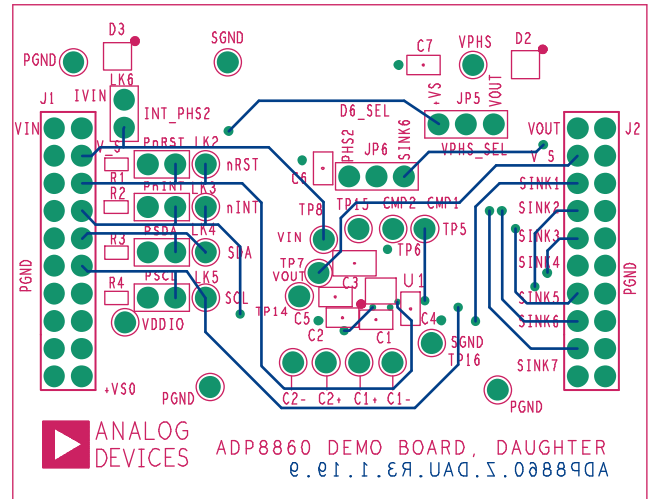 D3
SGND
C7
VPHS
D2
PGND
LK6
J1
IVIN
INT_PHS2
+VS
VOUT
D6_SEL
JP5
VIN
PnRST
LK2
PHS2
JP6
SINK6
VPHS_SEL
VOUT
J2
V_S
R1
nRST
C6
V_S
PnINT
LK3
SINK1
R2
nINT
TP8
TP15
CMP2
CMP1
SINK2
PSDA
LK4
VIN
TP6
TP5
SINK3
R3
SDA
TP7
VOUT
SINK4
PGND
PSCL
LK5
C3
U1
PGND
R4
SCL
TP14
SINK5
VDDIO
C5
C2
C1
C4
SINK6
SGND
TP16
SINK7
+VS0
PGND
C2-
C2+
C1+
C1-
PGND
ANALOG
DEVICES
ADP8860 DEMO BOARD, DAUGHTER
ADP8860.Z.DAU.R3.1.19.9